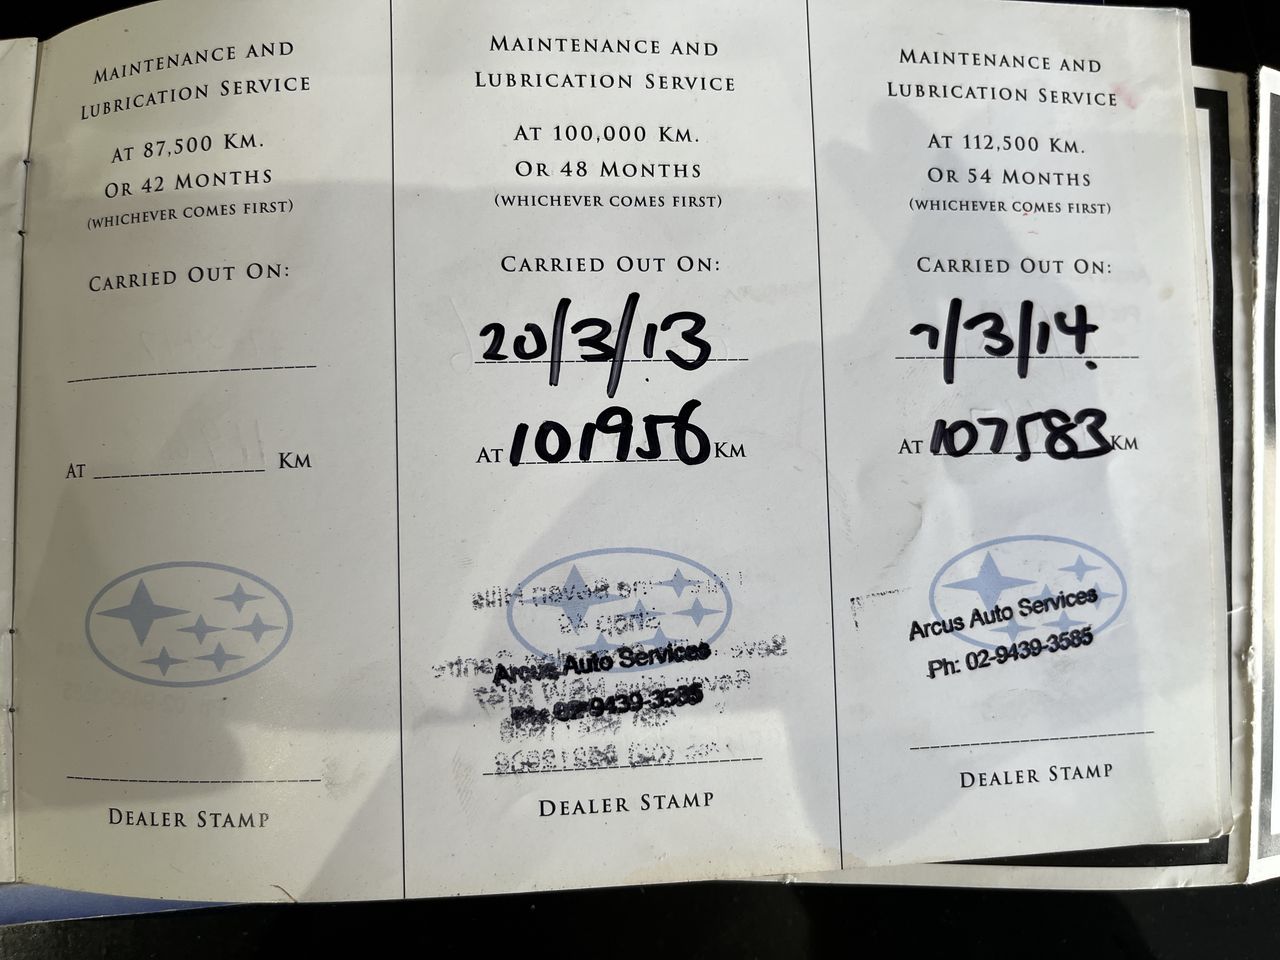 MAINTENANCE AND
LUBRICATION SERVICE
AT 87,500 KM.
OR 42 MONTHS
(WHICHEVER COMES FIRST)
CARRIED OUT ON:
AT KM
DEALER STAMP
MAINTENANCE AND
LUBRICATION SERVICE
AT 100,000 KM.
OR 48 MONTHS
(WHICHEVER COMES FIRST)
CARRIED OUT ON:
20/3/13
AT 101956 KM
Arcus Auto Services
Ph: 02-9439-3585
DEALER STAMP
MAINTENANCE AND
LUBRICATION SERVICE
AT 112,500 KM.
OR 54 MONTHS
(WHICHEVER COMES FIRST)
CARRIED OUT ON:
7/3/14
AT 107583 KM
Arcus Auto Services
Ph: 02-9439-3585
DEALER STAMP